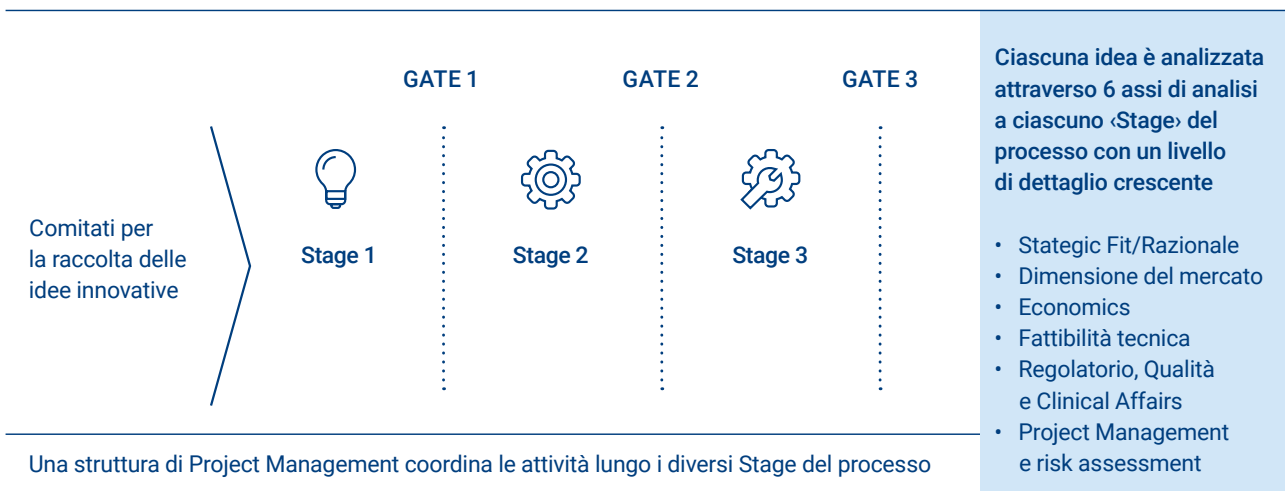 GATE 1
GATE 2
GATE 3
Comitati per
la raccolta delle
idee innovative
Stage 1
Stage 2
Stage 3
Una struttura di Project Management coordina le attività lungo i diversi Stage del processo
Ciascuna idea è analizzata
attraverso 6 assi di analisi
a ciascuno ‹Stage› del
processo con un livello
di dettaglio crescente
• Stategic Fit/Razionale
• Dimensione del mercato
• Economics
• Fattibilità tecnica
• Regolatorio, Qualità
e Clinical Affairs
• Project Management
e risk assessment